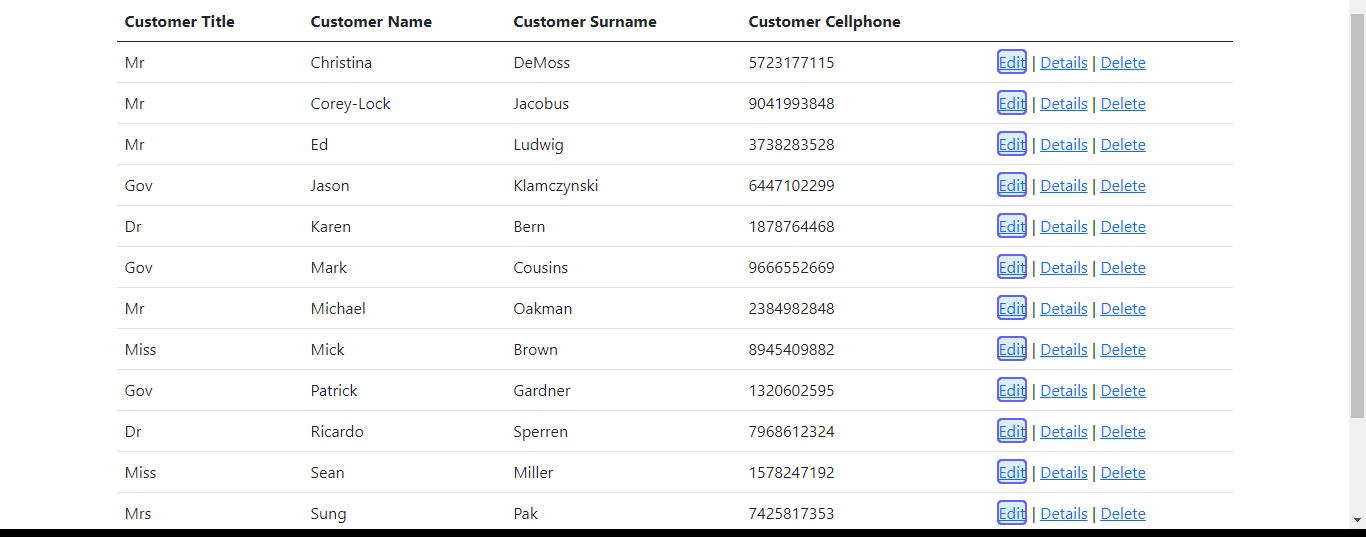 Customer Title Customer Name Customer Surname Customer Cellphone
Mr Christina DeMoss 5723177115 Edit | Details | Delete
Mr Corey-Lock Jacobus 9041993848 Edit | Details | Delete
Mr Ed Ludwig 3738283528 Edit | Details | Delete
Gov Jason Klamczynski 6447102299 Edit | Details | Delete
Dr Karen Bern 1878764468 Edit | Details | Delete
Gov Mark Cousins 9666552669 Edit | Details | Delete
Mr Michael Oakman 2384982848 Edit | Details | Delete
Miss Mick Brown 8945409882 Edit | Details | Delete
Gov Patrick Gardner 1320602595 Edit | Details | Delete
Dr Ricardo Sperren 7968612324 Edit | Details | Delete
Miss Sean Miller 1578247192 Edit | Details | Delete
Mrs Sung Pak 7425817353 Edit | Details | Delete